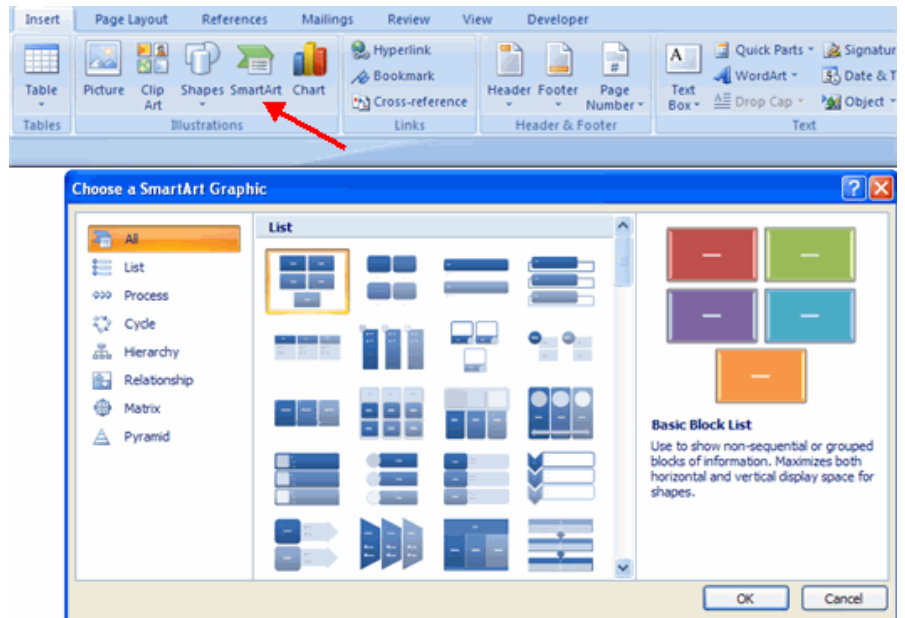 Insert Page Layout References Mailings Review View Developer
Table
Picture Clip Art Shapes SmartArt Chart
Hyperlink
Bookmark
Cross-reference
Header Footer Page Number
Text Box
Quick Parts
WordArt
Drop Cap
Signatur
Date & T
Object
Tables Illustrations Links Header & Footer Text
Choose a SmartArt Graphic
All
List
Process
Cycle
Hierarchy
Relationship
Matrix
Pyramid
List
Basic Block List
Use to show non-sequential or grouped
blocks of information. Maximizes both
horizontal and vertical display space for
shapes.
OK Cancel